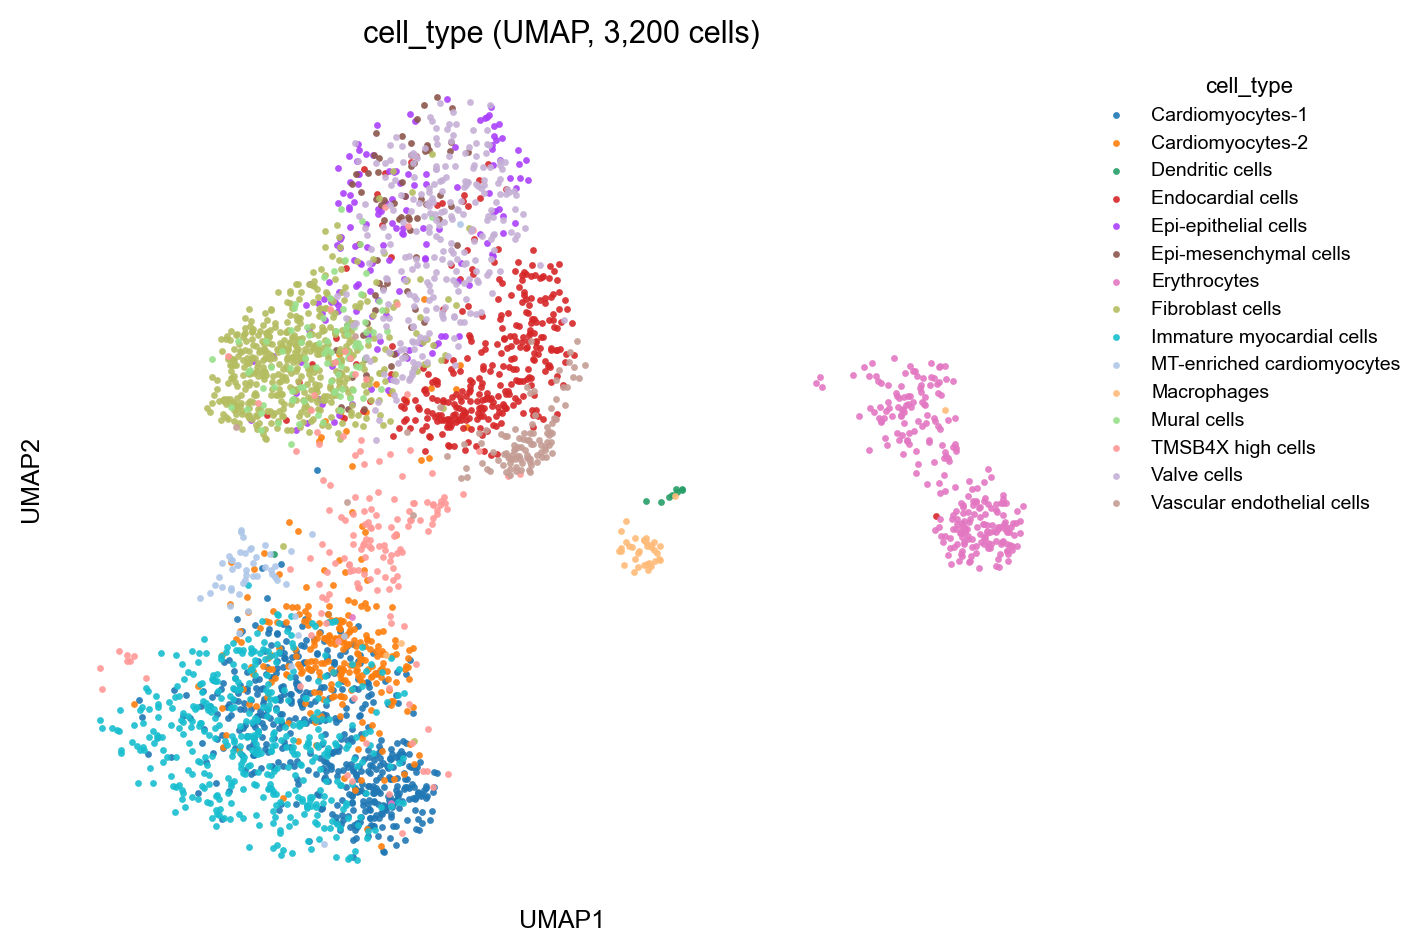 cell_type (UMAP, 3,200 cells)
cell_type
Cardiomyocytes-1
Cardiomyocytes-2
Dendritic cells
Endocardial cells
Epi-epithelial cells
Epi-mesenchymal cells
Erythrocytes
Fibroblast cells
Immature myocardial cells
MT-enriched cardiomyocytes
Macrophages
Mural cells
TMSB4X high cells
Valve cells
Vascular endothelial cells
UMAP2
UMAP1